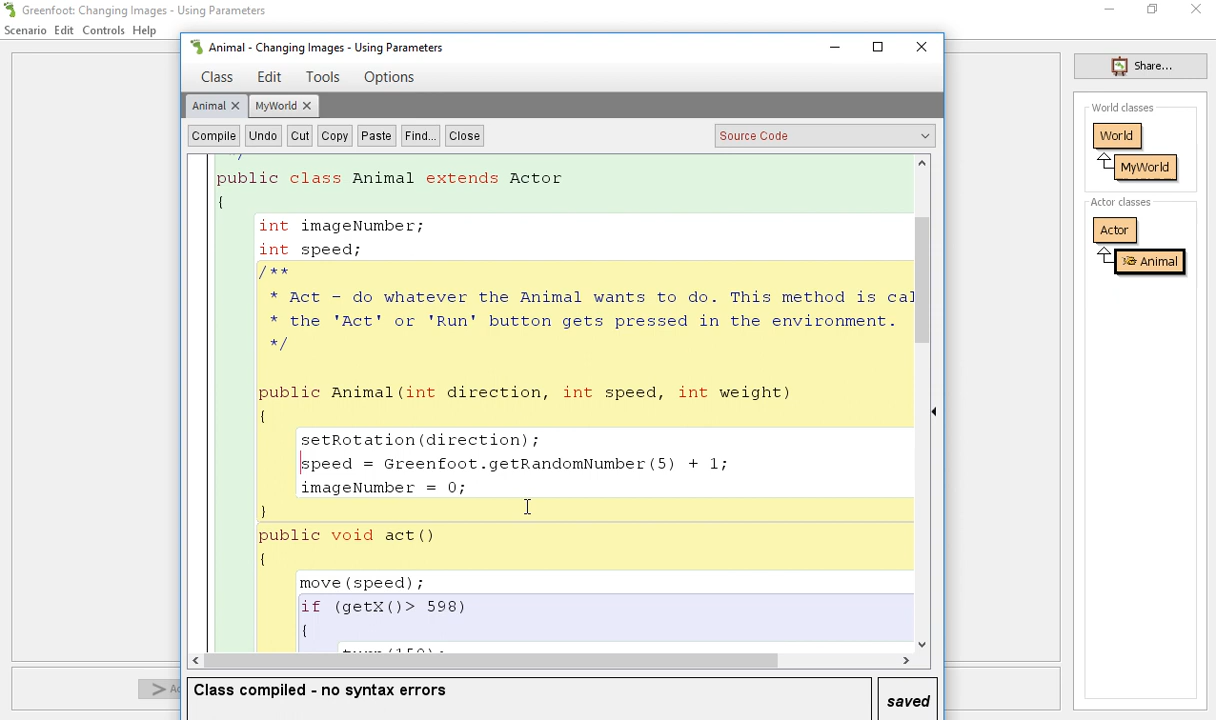 Greenfoot: Changing Images - Using Parameters
Scenario Edit Controls Help
Animal - Changing Images - Using Parameters
Class Edit Tools Options
Animal × MyWorld ×
Compile Undo Cut Copy Paste Find... Close Source Code
*/
public class Animal extends Actor
{
int imageNumber;
int speed;
/**
* Act - do whatever the Animal wants to do. This method is cal
* the 'Act' or 'Run' button gets pressed in the environment.
*/
public Animal(int direction, int speed, int weight)
{
setRotation(direction);
speed = Greenfoot.getRandomNumber(5) + 1;
imageNumber = 0;
}
public void act()
{
move(speed);
if (getX()> 598)
{
turn(150);
Class compiled - no syntax errors
saved
Share...
World classes
World
MyWorld
Actor classes
Actor
Animal